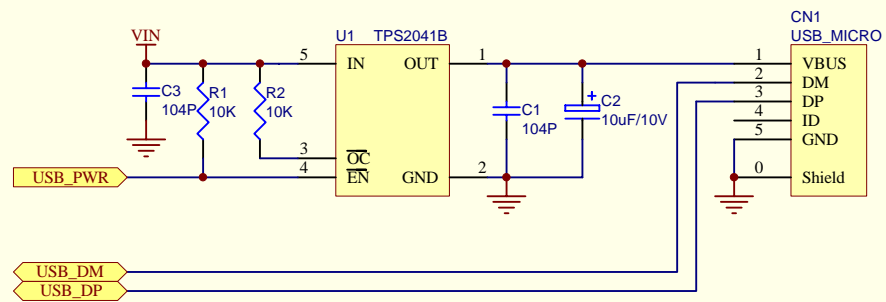 CN1
VIN U1 TPS2041B USB_MICRO
5 IN OUT 1 1 VBUS
2 DM
C3 R1 R2 C1 C2 3 DP
104P 10K 10K 104P 10uF/10V 4 ID
5 GND
3 OC
USB_PWR 4 EN GND 2 0 Shield
USB_DM
USB_DP